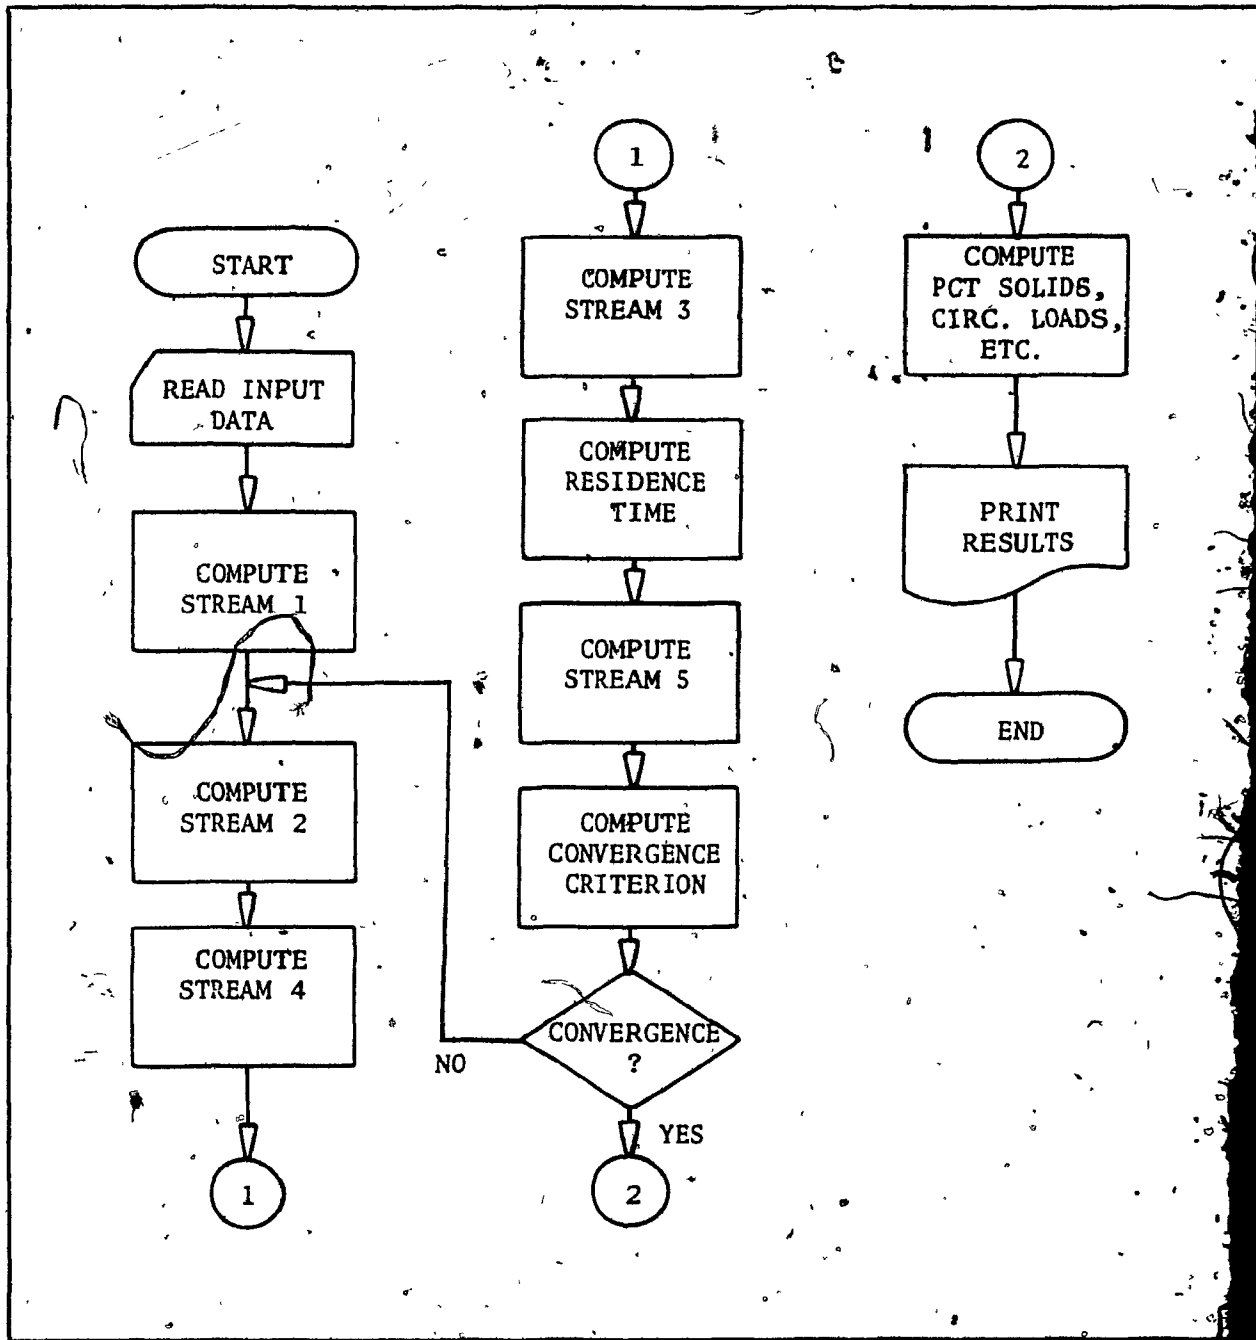 START
READ INPUT
DATA
COMPUTE
STREAM 1
COMPUTE
STREAM 2
COMPUTE
STREAM 4
1
1
COMPUTE
STREAM 3
COMPUTE
RESIDENCE
TIME
COMPUTE
STREAM 5
COMPUTE
CONVERGENCE
CRITERION
CONVERGENCE
?
NO
YES
2
2
COMPUTE
PCT SOLIDS,
CIRC. LOADS,
ETC.
PRINT
RESULTS
END